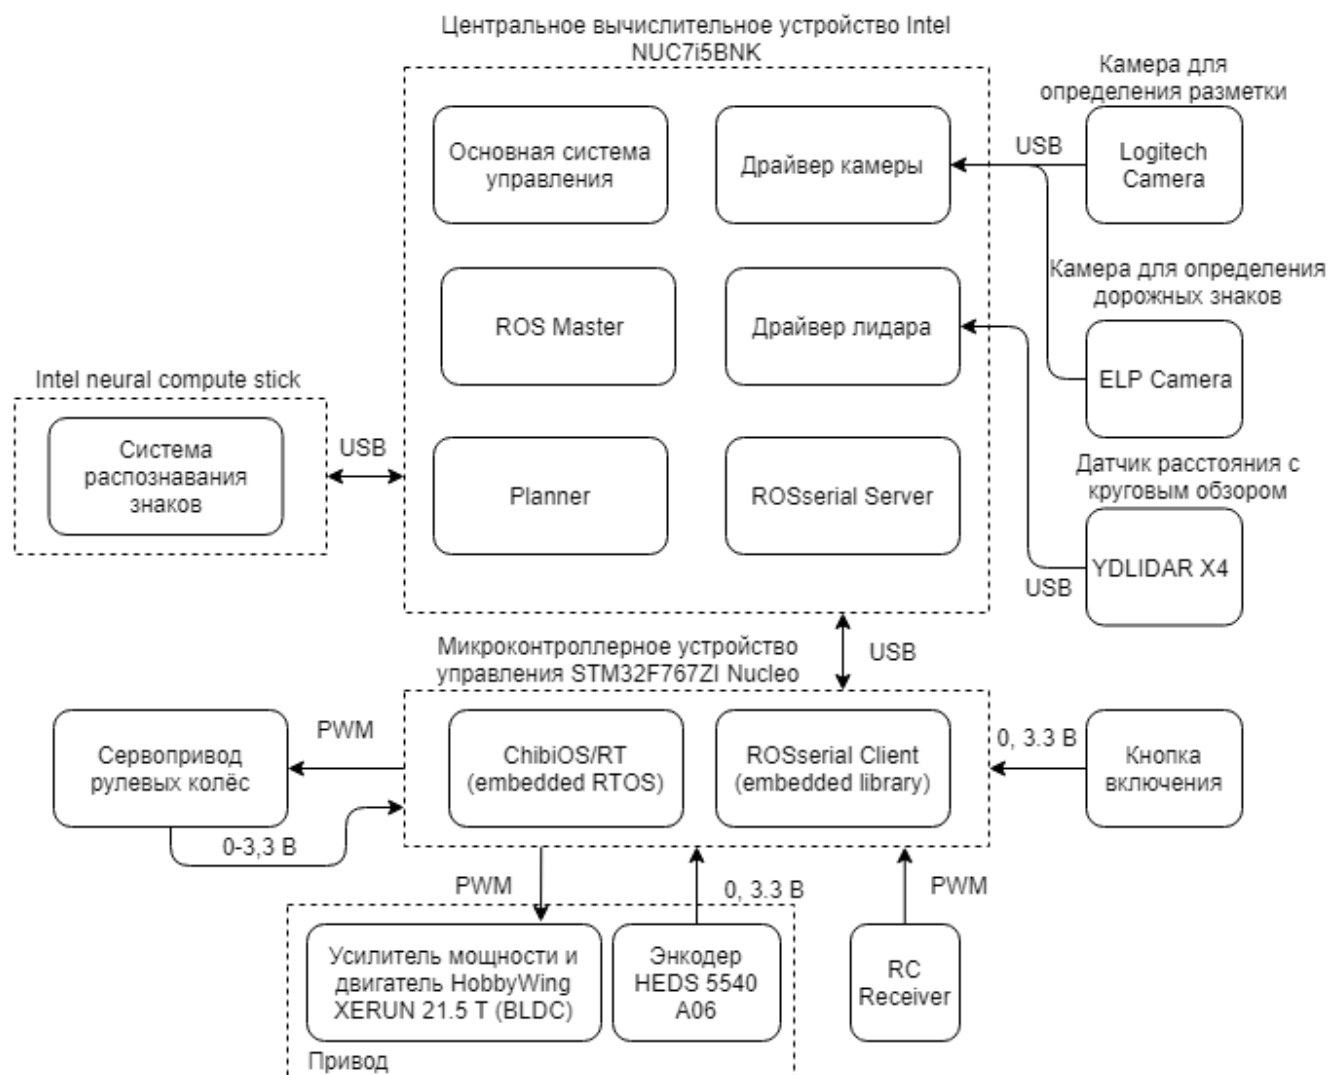 Центральное вычислительное устройство Intel
NUC7i5BNK
Камера для
определения разметки
Основная система
управления
Драйвер камеры
USB
Logitech
Camera
Камера для определения
дорожных знаков
ROS Master
Драйвер лидара
ELP Camera
Intel neural compute stick
Система
распознавания
знаков
USB
Planner
ROSserial Server
Датчик расстояния с
круговым обзором
YDLIDAR X4
USB
Микроконтроллерное устройство
управления STM32F767ZI Nucleo
USB
Сервопривод
рулевых колёс
PWM
0-3,3 В
ChibiOS/RT
(embedded RTOS)
ROSserial Client
(embedded library)
0, 3.3 В
Кнопка
включения
PWM
0, 3.3 В
PWM
Усилитель мощности и
двигатель HobbyWing
XERUN 21.5 T (BLDC)
Энкодер
HEDS 5540
A06
RC
Receiver
Привод